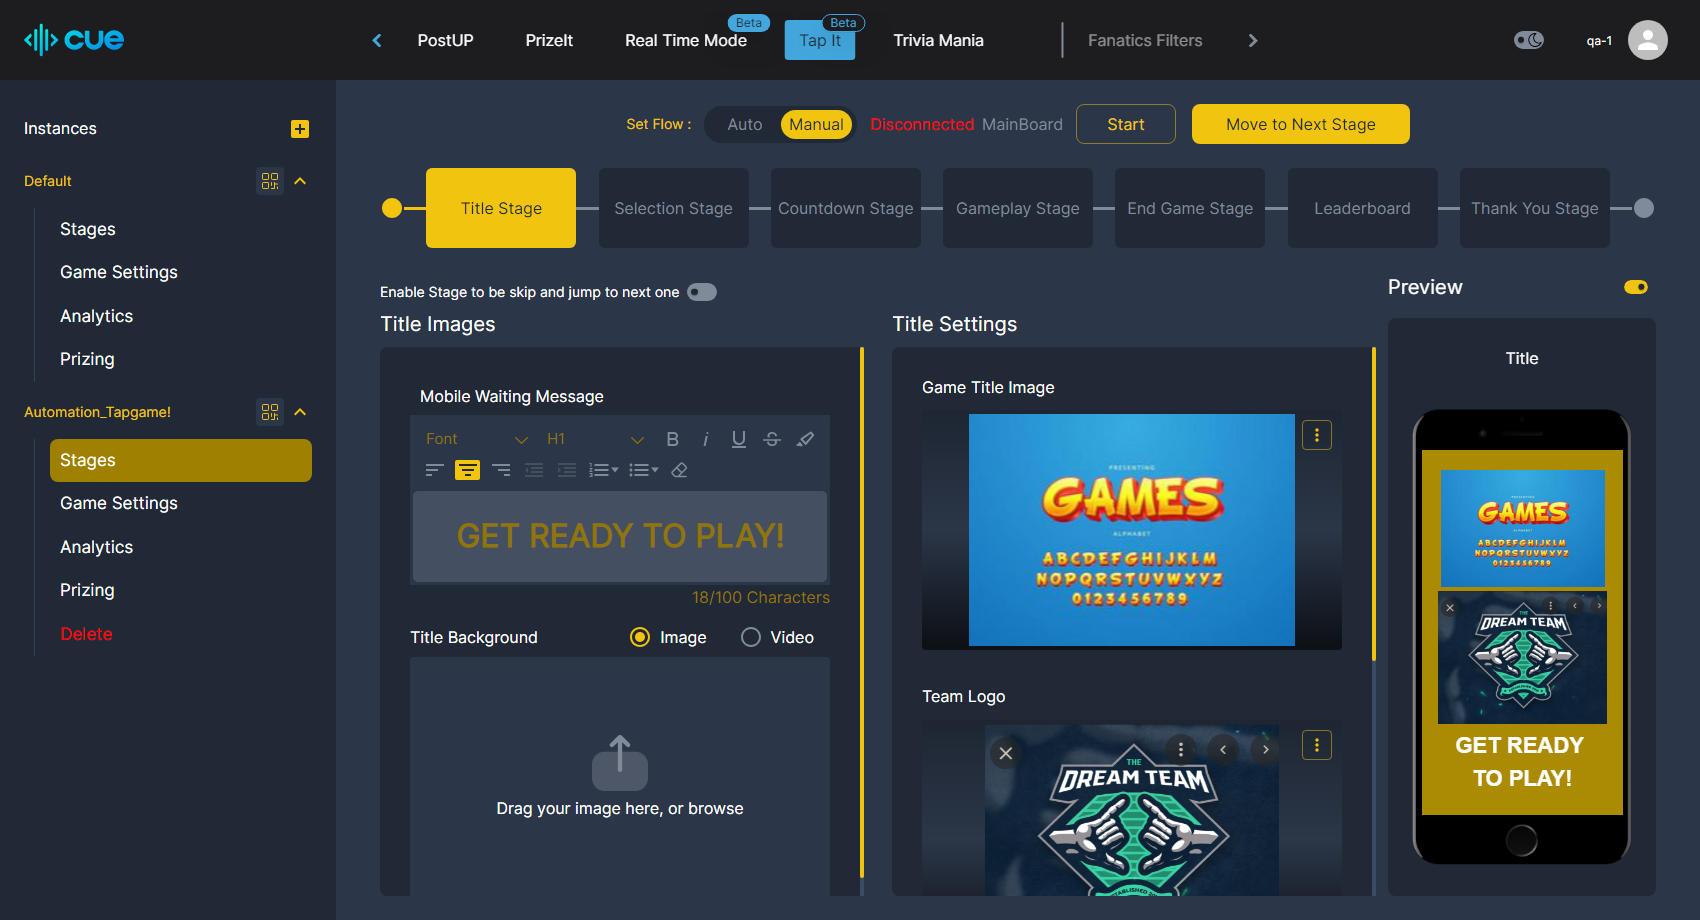 cue
PostUP
PrizeIt
Real Time Mode
Beta
Tap It
Beta
Trivia Mania
Fanatics Filters
qa-1
Instances
Default
Stages
Game Settings
Analytics
Prizing
Automation_Tapgame!
Stages
Game Settings
Analytics
Prizing
Delete
Set Flow :
Auto
Manual
Disconnected MainBoard
Start
Move to Next Stage
Title Stage
Selection Stage
Countdown Stage
Gameplay Stage
End Game Stage
Leaderboard
Thank You Stage
Enable Stage to be skip and jump to next one
Title Images
Mobile Waiting Message
Font
H1
B i U S
GET READY TO PLAY!
18/100 Characters
Title Background
Image
Video
Drag your image here, or browse
Title Settings
Game Title Image
PRESENTING
GAMES
ALPHABET
ABCDEFGHIJKLM
NOPQRSTUVWXYZ
0123456789
Team Logo
THE
DREAM TEAM
Preview
Title
PRESENTING
GAMES
ALPHABET
ABCDEFGHIJKLM
NOPQRSTUVWXYZ
0123456789
THE
DREAM TEAM
GET READY
TO PLAY!